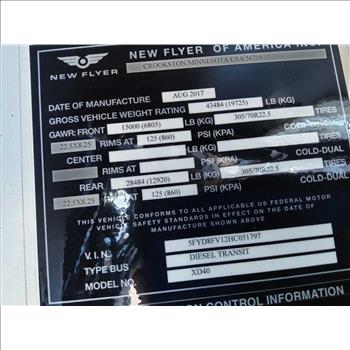 NEW FLYER
NEW FLYER OF AMERICA INC.
CROOKSTON MINNESOTA USA 56716
DATE OF MANUFACTURE AUG 2017
GROSS VEHICLE WEIGHT RATING 43484 (19725) LB (KG)
GAWR: FRONT 15000 (6805) LB (KG) 305/70R22.5 TIRES
22.5X8.25 RIMS AT 125 (860) PSI (KPA)
CENTER LB (KG) TIRES
RIMS AT PSI (KPA) COLD-DUAL
REAR 28484 (12920) LB (KG) 305/70R22.5 TIRES
22.5X8.25 RIMS AT 125 (860) PSI (KPA) COLD-DUAL
THIS VEHICLE CONFORMS TO ALL APPLICABLE US FEDERAL MOTOR
VEHICLE SAFETY STANDARDS IN EFFECT ON THE DATE OF
MANUFACTURE SHOWN ABOVE
V.I.N. 5FYD8FV12HC051797
TYPE BUS DIESEL TRANSIT
MODEL NO. XD40
CONTROL INFORMATION